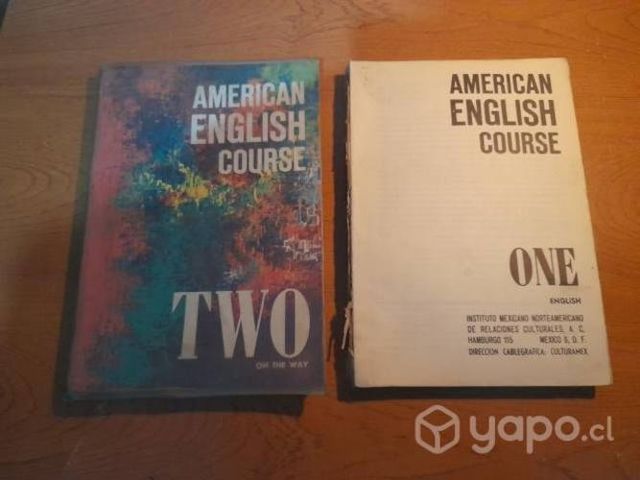 AMERICAN
ENGLISH
COURSE
TWO
ON THE WAY
AMERICAN
ENGLISH
COURSE
ONE
ENGLISH
INSTITUTO MEXICANO NORTEAMERICANO
DE RELACIONES CULTURALES, A. C.
HAMBURGO 115 MEXICO 6, D. F.
DIRECCION CABLEGRAFICA: CULTURAMEX
yapo.cl